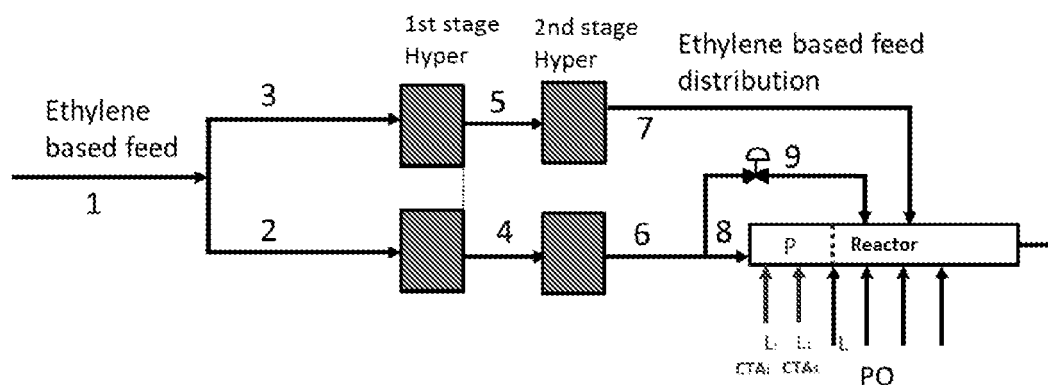 1st stage
Hyper
2nd stage
Hyper
Ethylene based feed
distribution
Ethylene
based feed
1
3
5
7
9
2
4
6
8
P
Reactor
PO